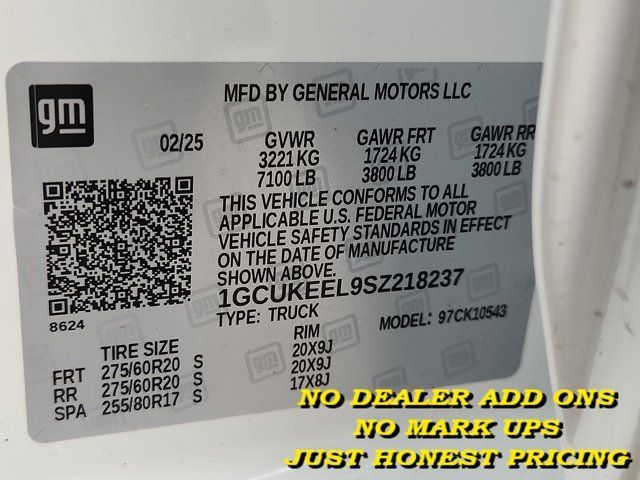 gm
MFD BY GENERAL MOTORS LLC
02/25 GVWR GAWR FRT GAWR RR
3221 KG 1724 KG 1724 KG
7100 LB 3800 LB 3800 LB
THIS VEHICLE CONFORMS TO ALL
APPLICABLE U.S. FEDERAL MOTOR
VEHICLE SAFETY STANDARDS IN EFFECT
ON THE DATE OF MANUFACTURE
SHOWN ABOVE.
1GCUKEEL9SZ218237
8624
TYPE: TRUCK MODEL: 97CK10543
TIRE SIZE RIM
FRT 275/60R20 S 20X9J
RR 275/60R20 S 20X9J
SPA 255/80R17 S 17X8J
NO DEALER ADD ONS
NO MARK UPS
JUST HONEST PRICING